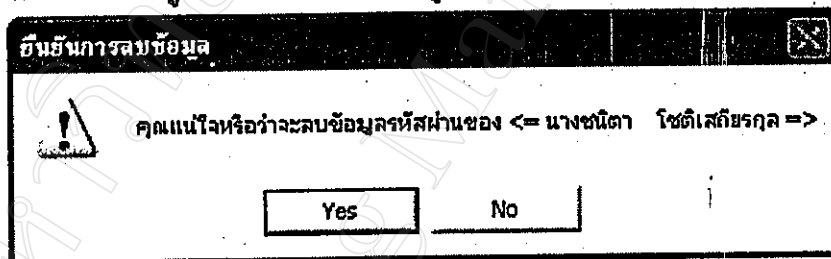 ยืนยันการลบข้อมูล
คุณแน่ใจหรือว่าจะลบข้อมูลรหัสผ่านของ <= นางชนิตา โชติเสถียรกุล =>
Yes No